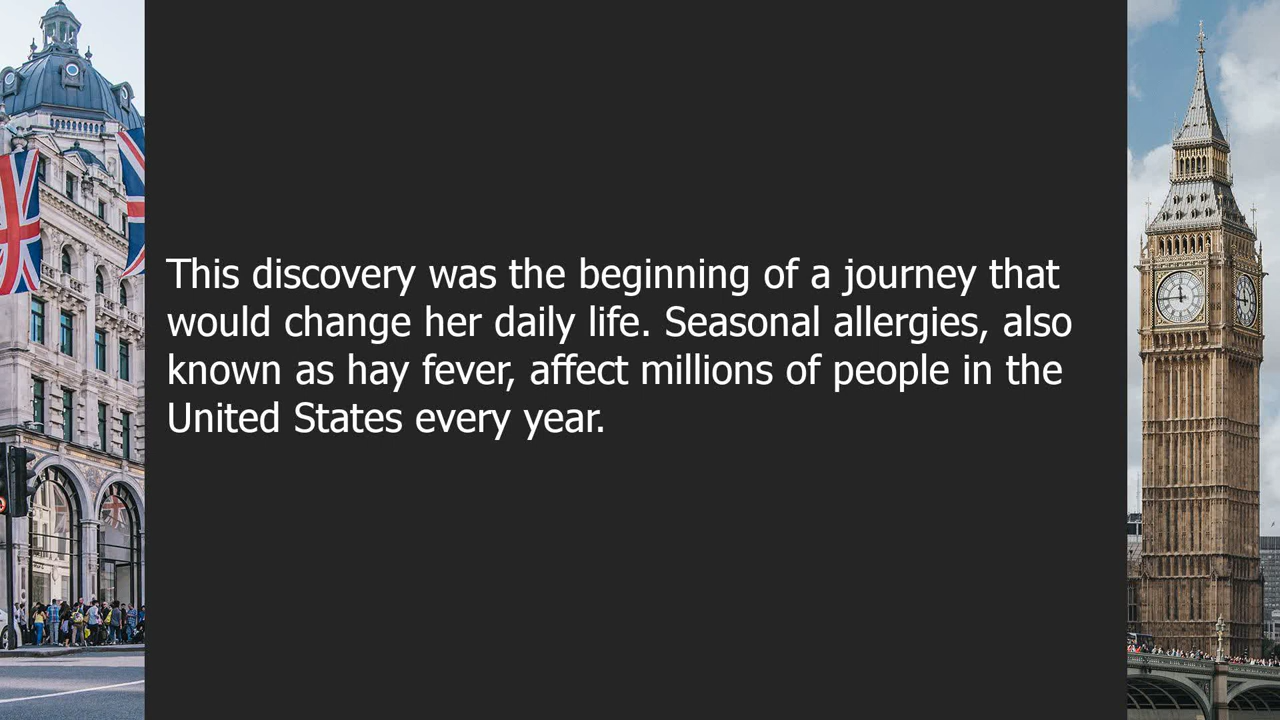 This discovery was the beginning of a journey that
would change her daily life. Seasonal allergies, also
known as hay fever, affect millions of people in the
United States every year.